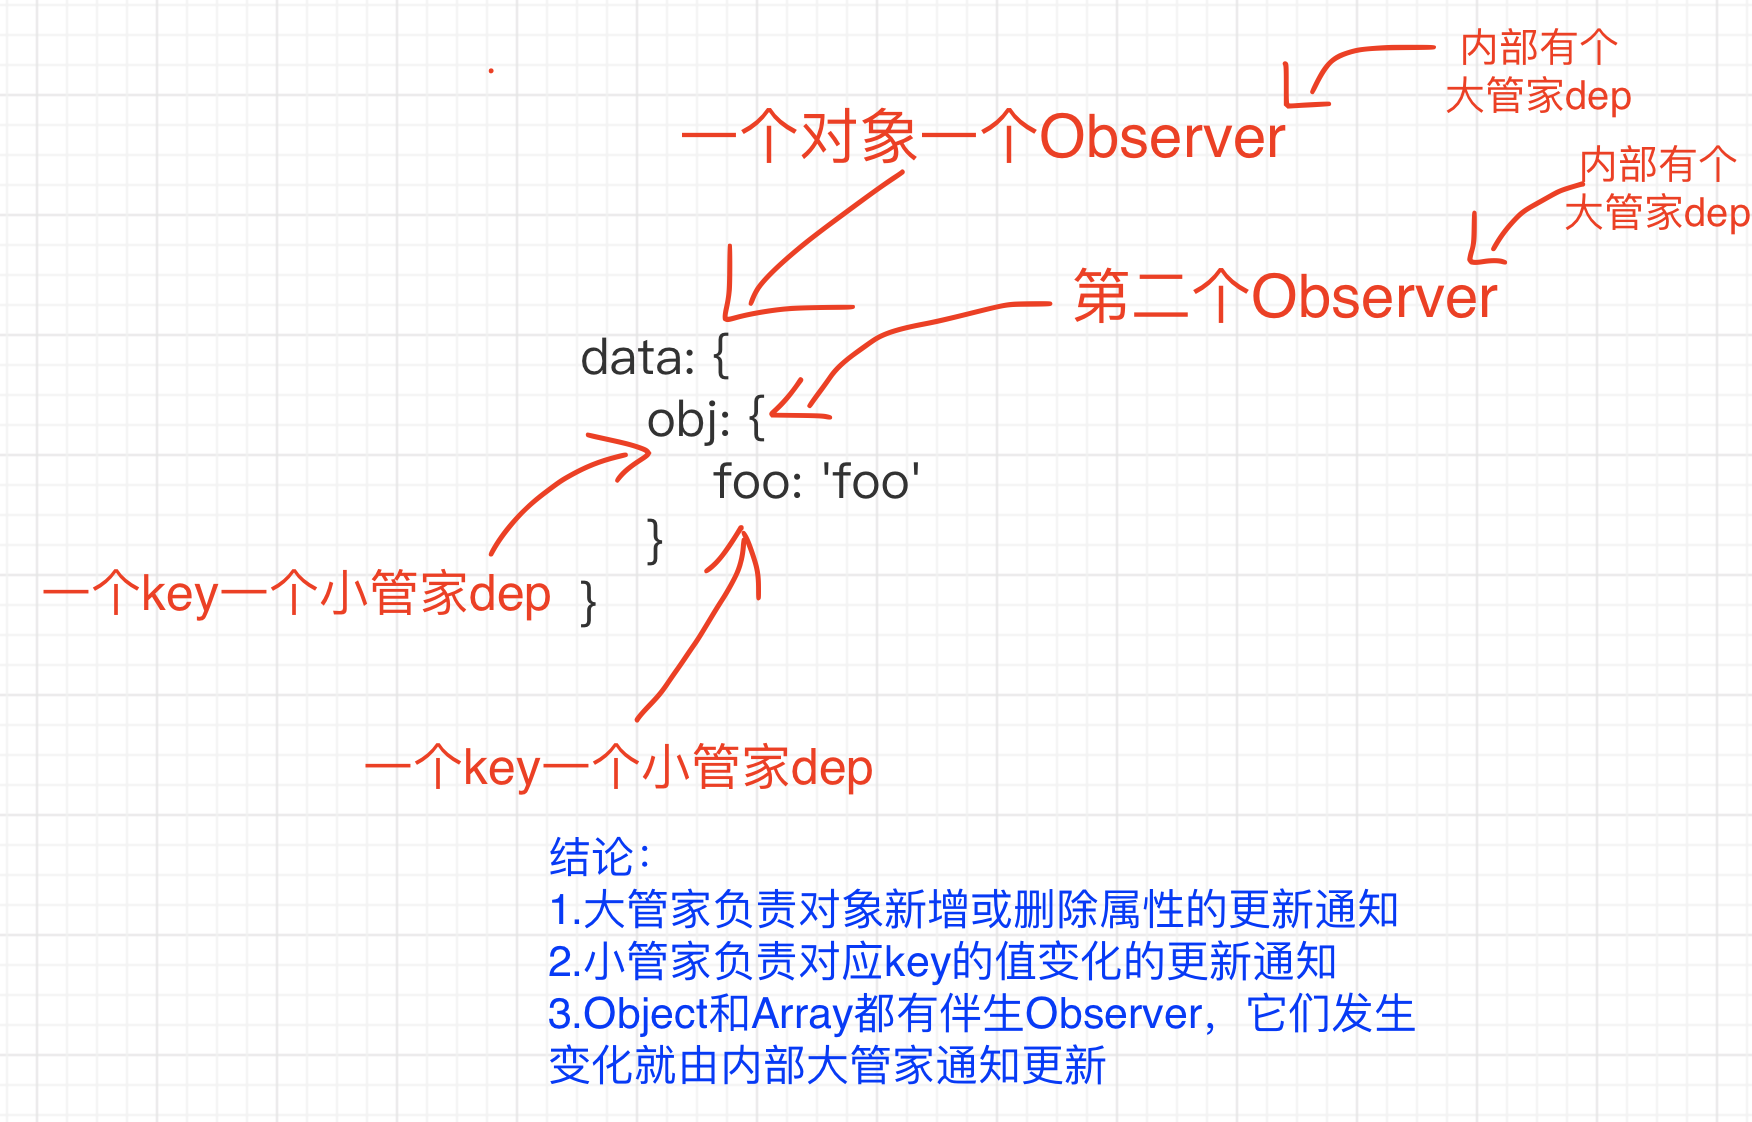 内部有个
大管家dep
一个对象一个Observer
内部有个
大管家dep
第二个Observer
data: {
obj: {
foo: 'foo'
}
一个key一个小管家dep
}
一个key一个小管家dep
结论：
1.大管家负责对象新增或删除属性的更新通知
2.小管家负责对应key的值变化的更新通知
3.Object和Array都有伴生Observer，它们发生
变化就由内部大管家通知更新